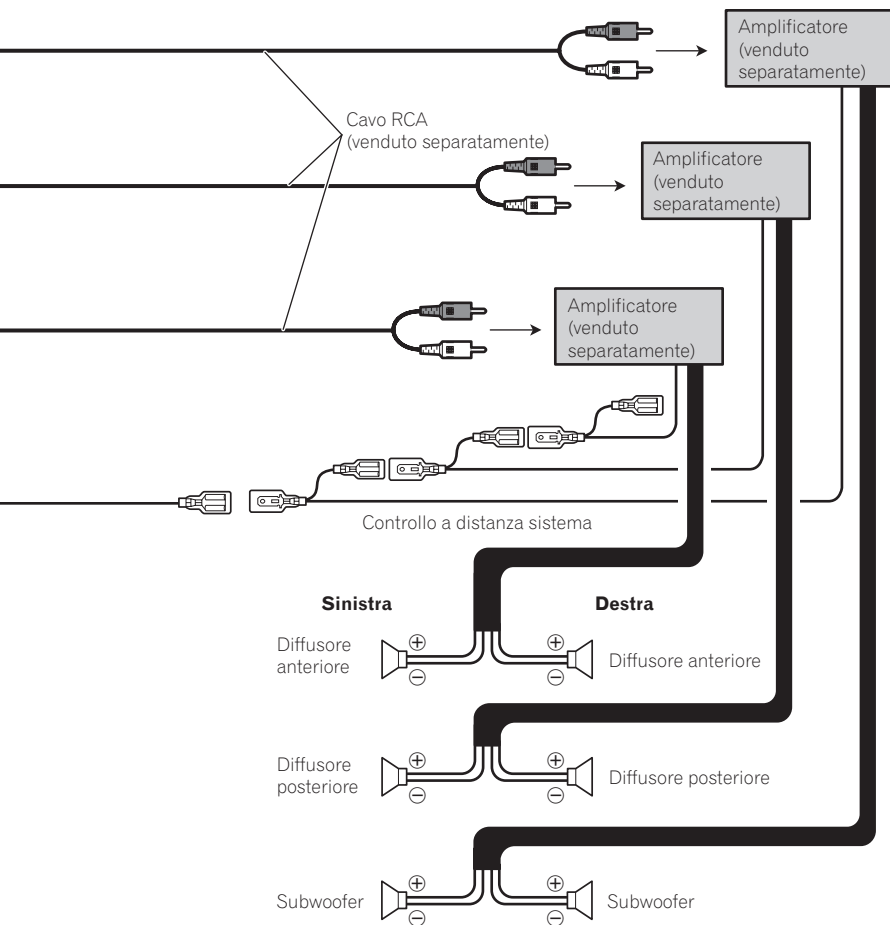 Amplificatore
(venduto
separatamente)
Cavo RCA
(venduto separatamente)
Amplificatore
(venduto
separatamente)
Amplificatore
(venduto
separatamente)
Controllo a distanza sistema
Sinistra
Destra
Diffusore
anteriore
⊕
⊖
⊕
⊖
Diffusore anteriore
Diffusore
posteriore
⊕
⊖
⊕
⊖
Diffusore posteriore
Subwoofer
⊕
⊖
⊕
⊖
Subwoofer